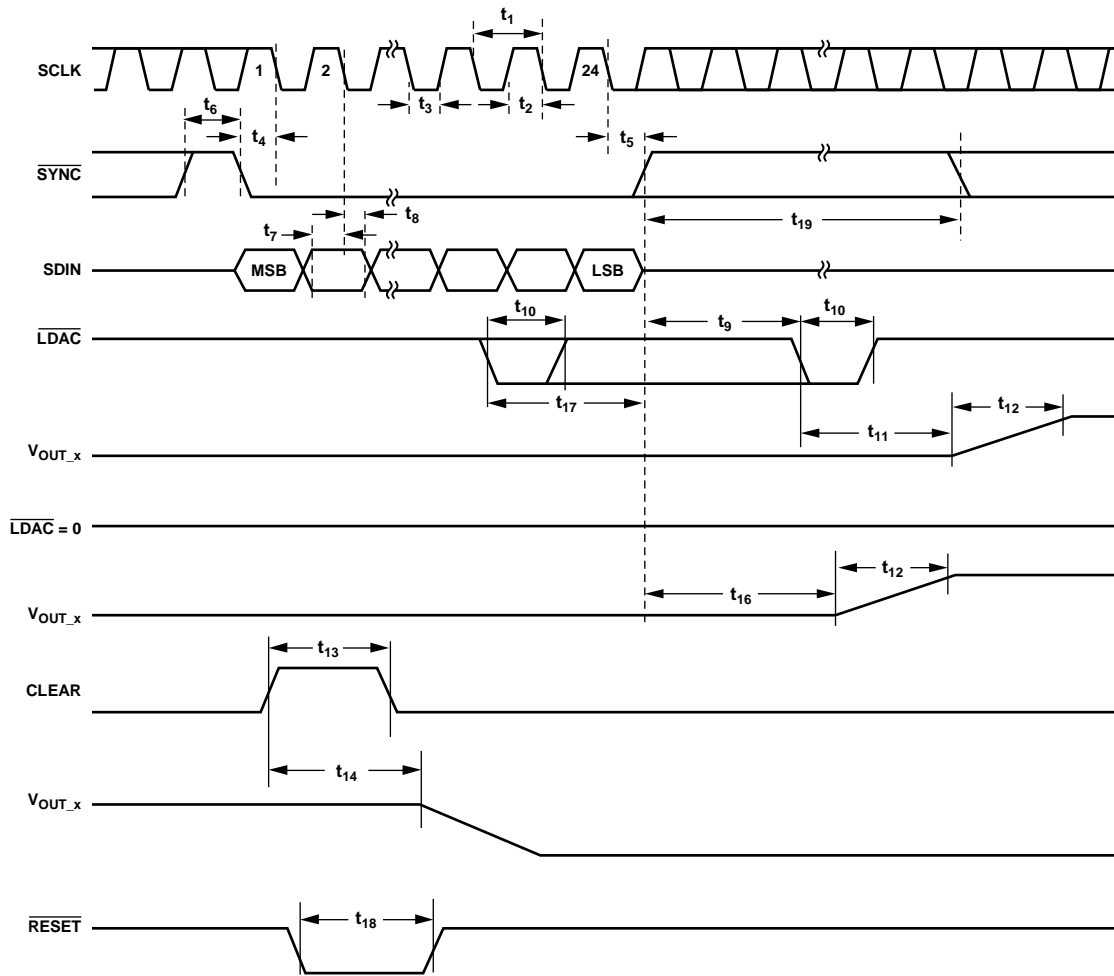 t1
SCLK 1 2 24
t3 t2
t6
t4 t5
SYNC
t19
t8
t7
SDIN MSB LSB
t10 t9 t10
LDAC
t17 t12
t11
VOUT_x
LDAC = 0
t12
t16
VOUT_x
t13
CLEAR
t14
VOUT_x
t18
RESET